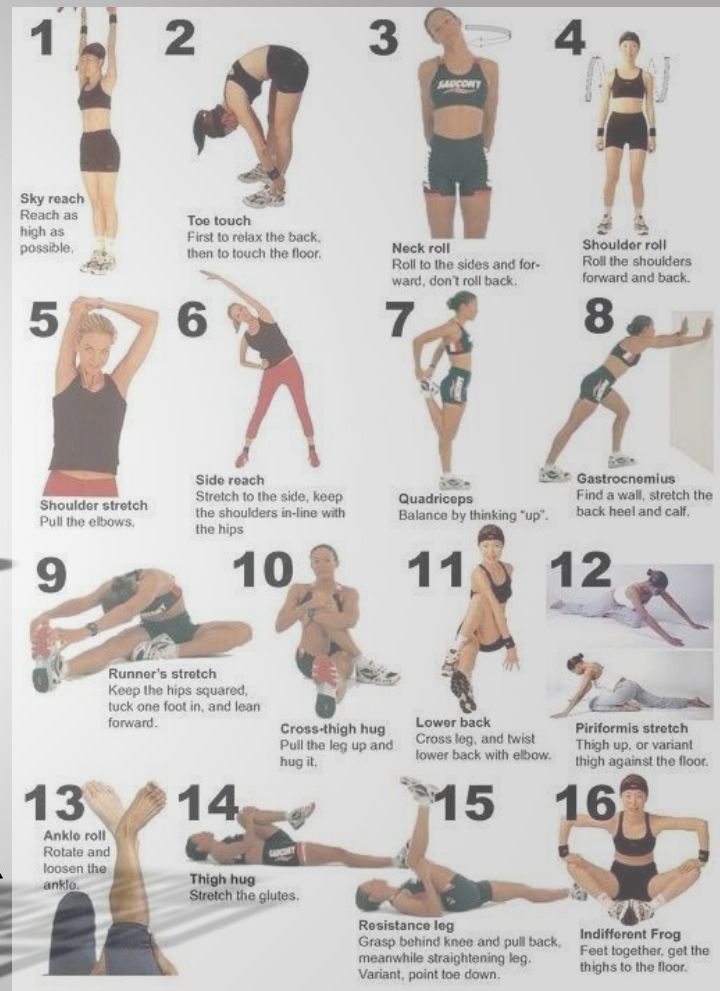 1
Sky reach
Reach as
high as
possible.
2
Toe touch
First to relax the back,
then to touch the floor.
3
SAUCONY
Neck roll
Roll to the sides and for-
ward, don't roll back.
4
Shoulder roll
Roll the shoulders
forward and back.
5
Shoulder stretch
Pull the elbows.
6
Side reach
Stretch to the side, keep
the shoulders in-line with
the hips
7
Quadriceps
Balance by thinking "up".
8
Gastrocnemius
Find a wall, stretch the
back heel and calf.
9
Runner's stretch
Keep the hips squared,
tuck one foot in, and lean
forward.
10
Cross-thigh hug
Pull the leg up and
hug it.
11
Lower back
Cross leg, and twist
lower back with elbow.
12
Piriformis stretch
Thigh up, or variant
thigh against the floor.
13
Ankle roll
Rotate and
loosen the
ankle.
14
SAUCONY
Thigh hug
Stretch the glutes.
15
Resistance leg
Grasp behind knee and pull back,
meanwhile straightening leg.
Variant, point toe down.
16
Indifferent Frog
Feet together, get the
thighs to the floor.